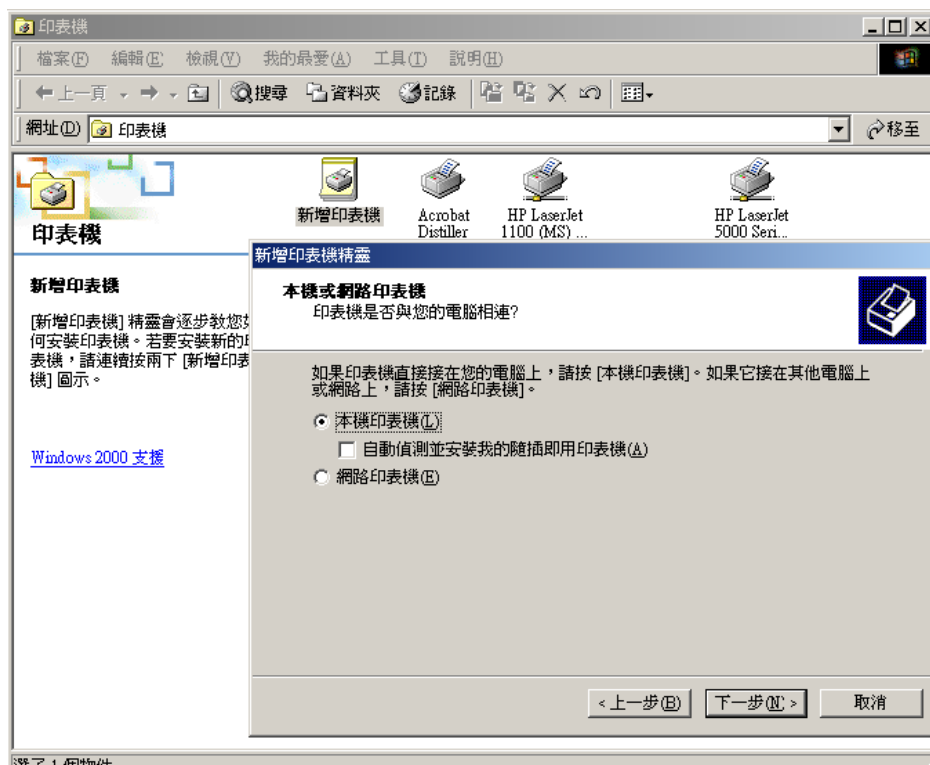 印表機
檔案(F) 編輯(E) 檢視(V) 我的最愛(A) 工具(T) 說明(H)
上一頁 搜尋 資料夾 記錄
網址(D) 印表機 移至
印表機
新增印表機
[新增印表機] 精靈會逐步教您
何安裝印表機。若要安裝新的
表機，請連續按兩下 [新增印表
機] 圖示。
Windows 2000 支援
新增印表機
Acrobat
Distiller
HP LaserJet
1100 (MS) ...
HP LaserJet
5000 Seri...
新增印表機精靈
本機或網路印表機
印表機是否與您的電腦相連?
如果印表機直接接在您的電腦上，請按 [本機印表機]。如果它接在其他電腦上
或網路上，請按 [網路印表機]。
本機印表機(L)
自動偵測並安裝我的隨插即用印表機(A)
網路印表機(E)
<上一步(B) 下一步(N) > 取消
選了 1 個物件